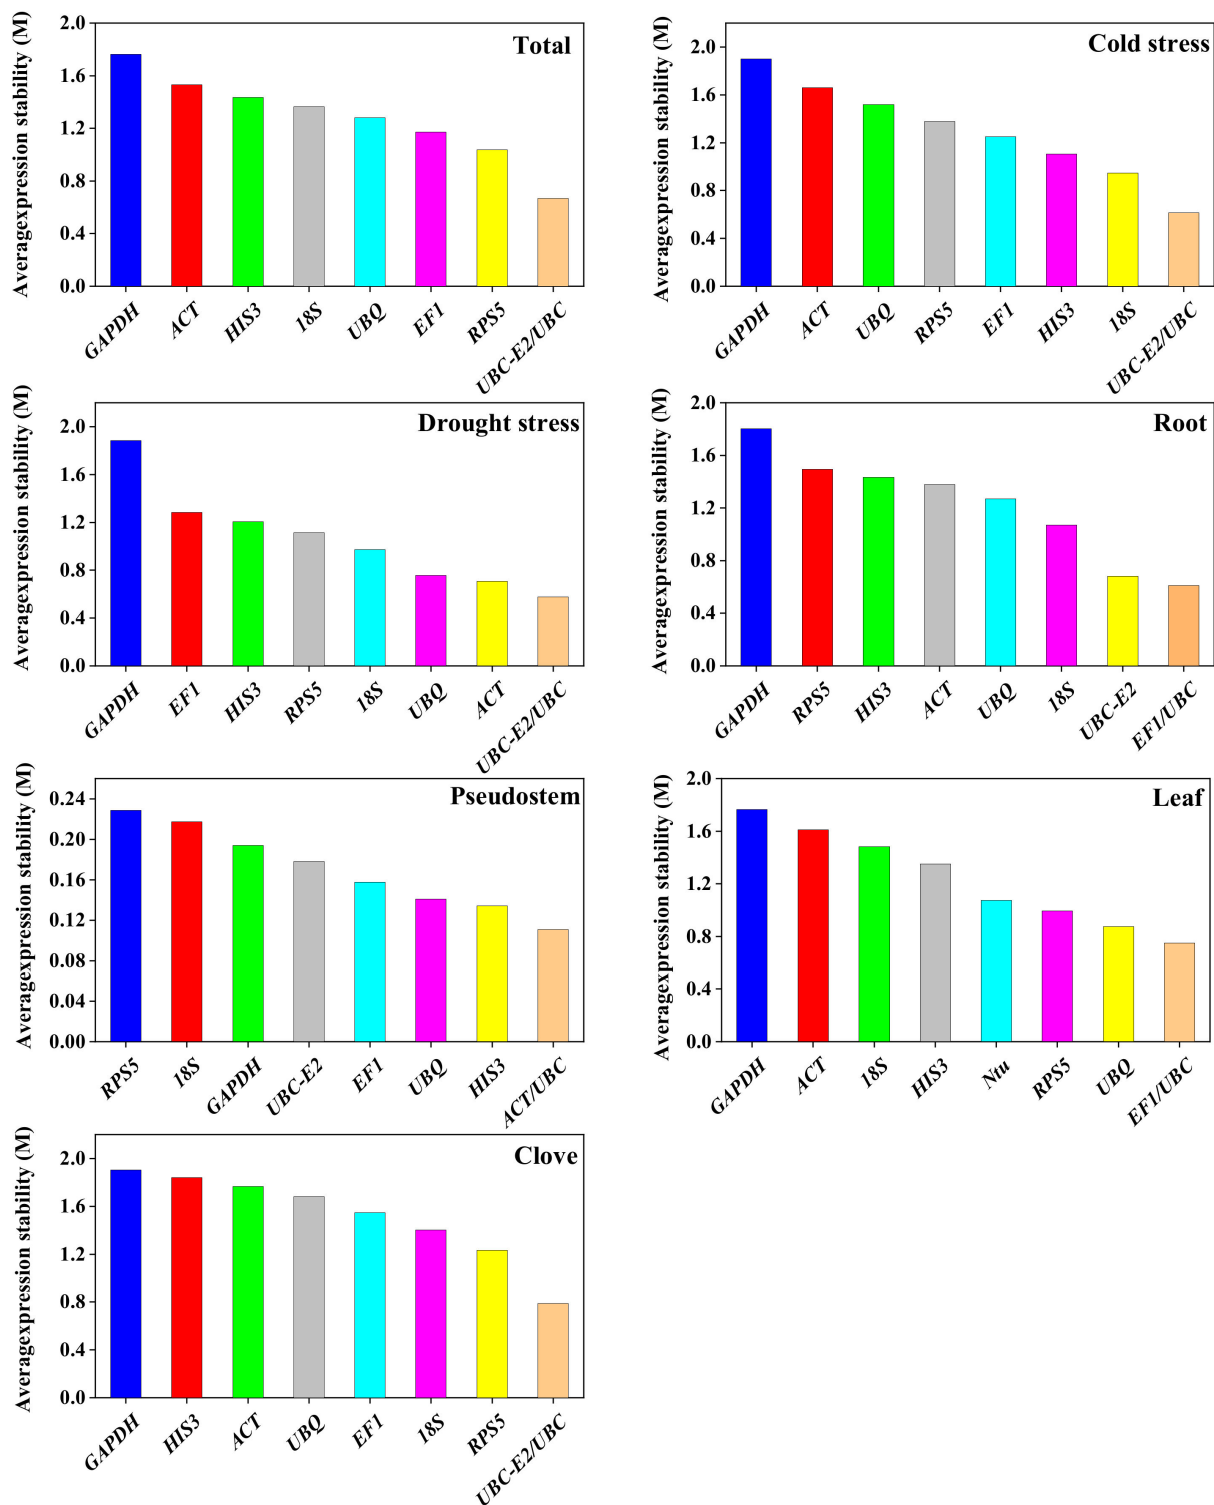 Total
Averagexpression stability (M)
2.0
1.6
1.2
0.8
0.4
0.0
GAPDH
ACT
HIS3
18S
UBQ
EF1
RPS5
UBC-E2/UBC
Cold stress
Averagexpression stability (M)
2.0
1.6
1.2
0.8
0.4
0.0
GAPDH
ACT
UBQ
RPS5
EF1
HIS3
18S
UBC-E2/UBC
Drought stress
Averagexpression stability (M)
2.0
1.6
1.2
0.8
0.4
0.0
GAPDH
EF1
HIS3
RPS5
18S
UBQ
ACT
UBC-E2/UBC
Root
Averagexpression stability (M)
2.0
1.6
1.2
0.8
0.4
0.0
GAPDH
RPS5
HIS3
ACT
UBQ
18S
UBC-E2
EF1/UBC
Pseudostem
Averagexpression stability (M)
0.24
0.20
0.16
0.12
0.08
0.04
0.00
RPS5
18S
GAPDH
UBC-E2
EF1
UBQ
HIS3
ACT/UBC
Leaf
Averagexpression stability (M)
2.0
1.6
1.2
0.8
0.4
0.0
GAPDH
ACT
18S
HIS3
Ntu
RPS5
UBQ
EF1/UBC
Clove
Averagexpression stability (M)
2.0
1.6
1.2
0.8
0.4
0.0
GAPDH
HIS3
ACT
UBQ
EF1
18S
RPS5
UBC-E2/UBC